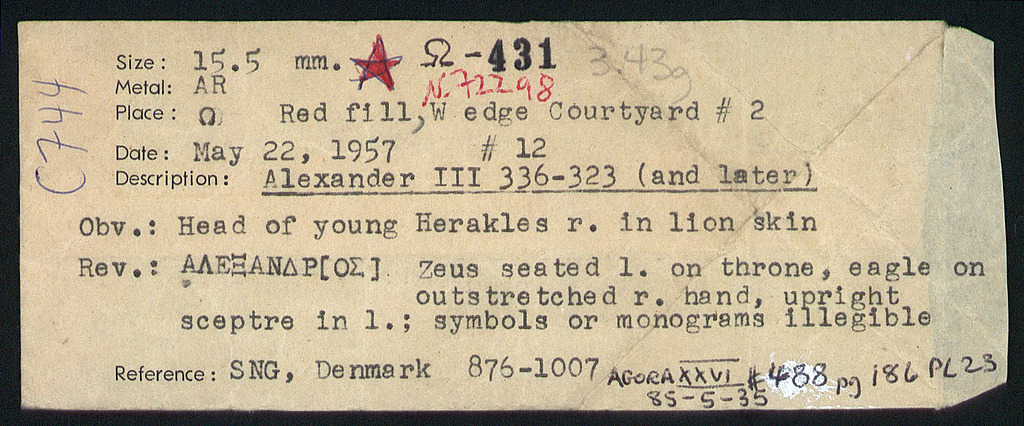 Size: 15.5 mm. Ω-431 3.43g
Metal: AR N.72298
Place: Ω Red fill, W edge Courtyard # 2
Date: May 22, 1957 # 12
Description: Alexander III 336-323 (and later)
Obv.: Head of young Herakles r. in lion skin
Rev.: ΑΛΕΞΑΝΔΡ[ΟΣ] Zeus seated l. on throne, eagle on
outstretched r. hand, upright
sceptre in l.; symbols or monograms illegible
Reference: SNG, Denmark 876-1007 AGORA XXVI #488 pg 186 PL23
85-5-35
C744